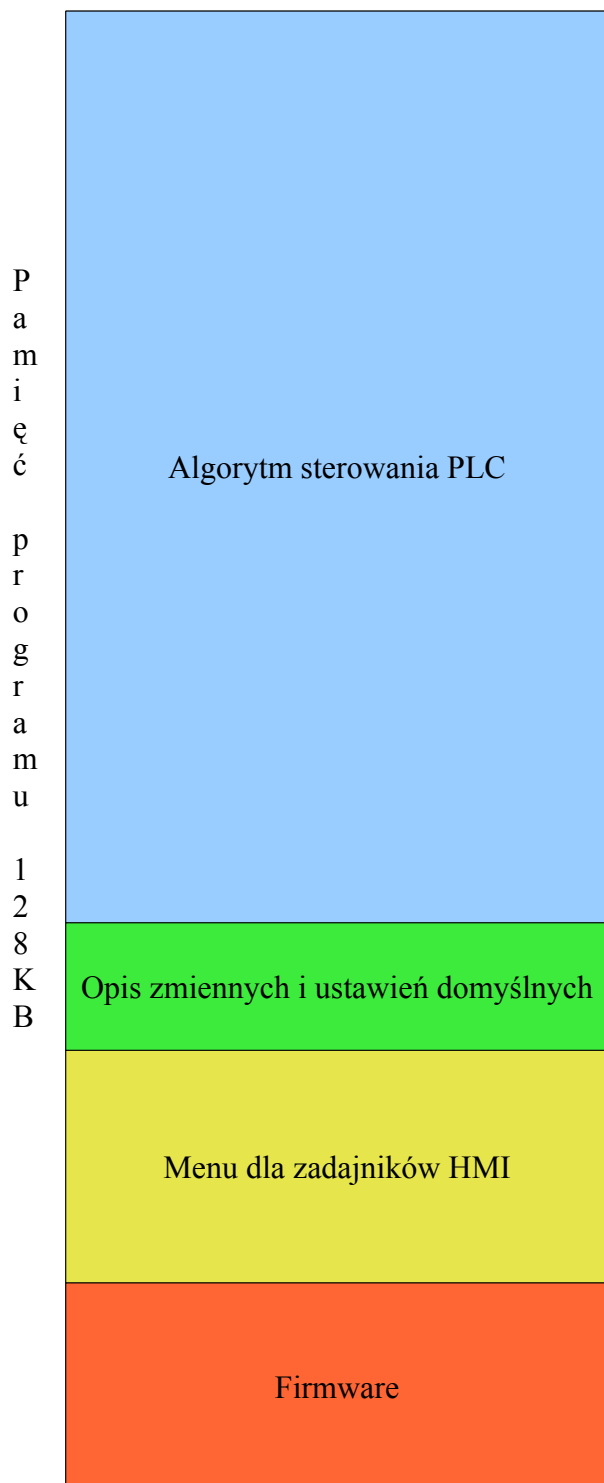 Pamięć programu 128KB
Algorytm sterowania PLC
Opis zmiennych i ustawień domyślnych
Menu dla zadajników HMI
Firmware